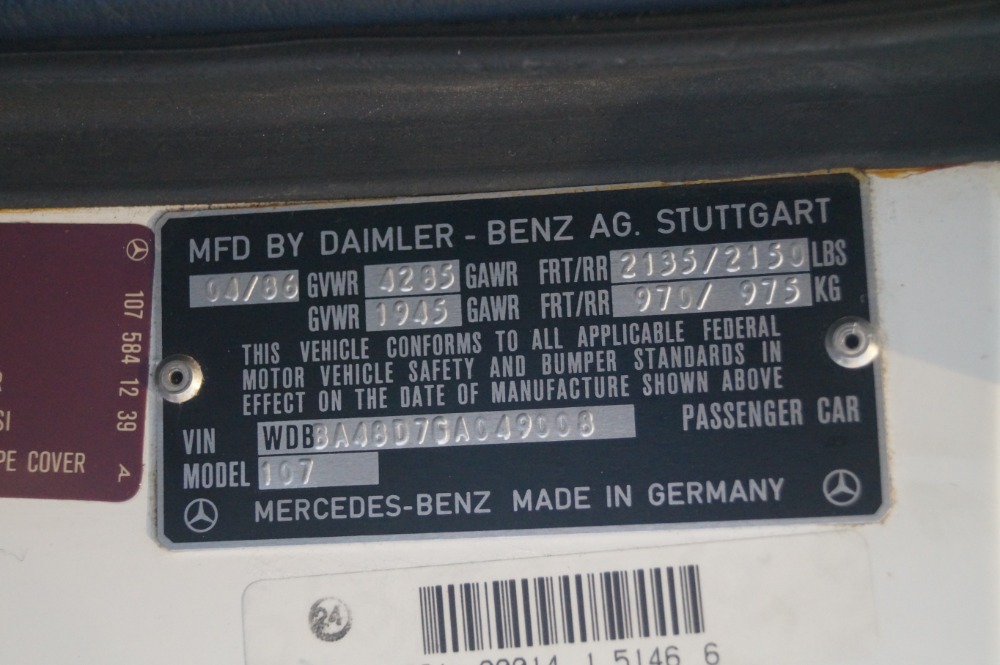 MFD BY DAIMLER - BENZ AG. STUTTGART
04/86 GVWR 4285 GAWR FRT/RR 2135/2150 LBS
GVWR 1945 GAWR FRT/RR 970/ 975 KG
THIS VEHICLE CONFORMS TO ALL APPLICABLE FEDERAL
MOTOR VEHICLE SAFETY AND BUMPER STANDARDS IN
EFFECT ON THE DATE OF MANUFACTURE SHOWN ABOVE
VIN WDBBA48D7GA049008 PASSENGER CAR
MODEL 107
MERCEDES-BENZ MADE IN GERMANY
107 584 12 39 A
SI
PE COVER
24
5146 6